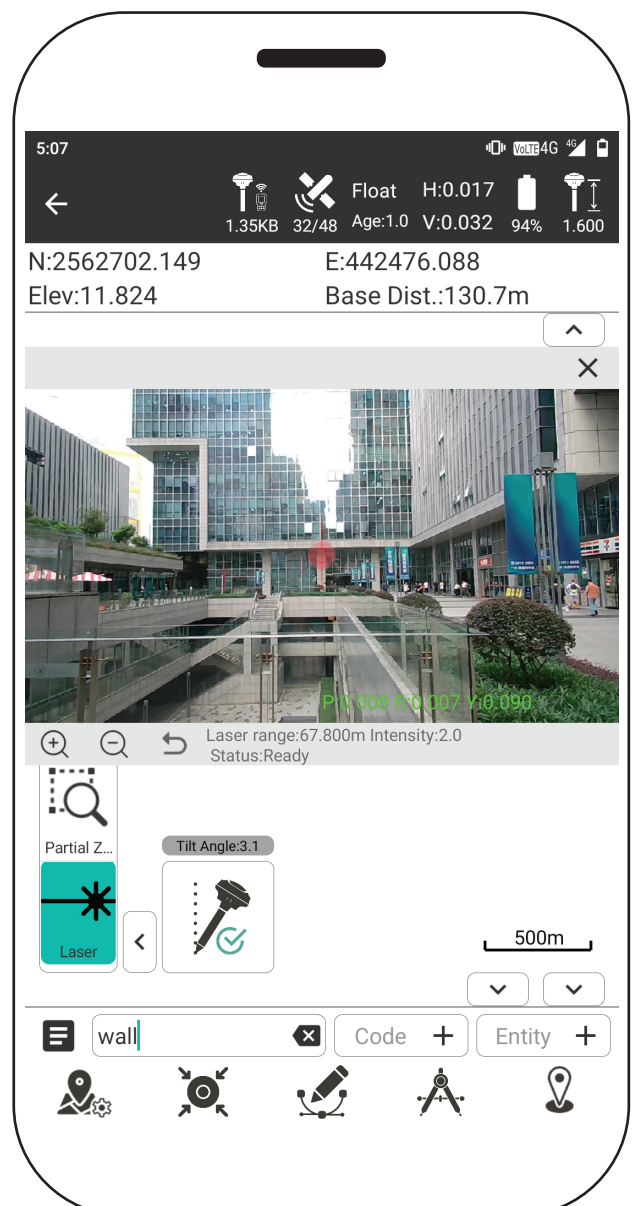 5:07
VoLTE 4G 4G
Float H:0.017
1.35KB 32/48 Age:1.0 V:0.032 94% 1.600
N:2562702.149 E:442476.088
Elev:11.824 Base Dist.:130.7m
7
P:0.008 R:0.007 Y:0.090
Laser range:67.800m Intensity:2.0
Status:Ready
Partial Z...
Tilt Angle:3.1
Laser
500m
wall Code Entity